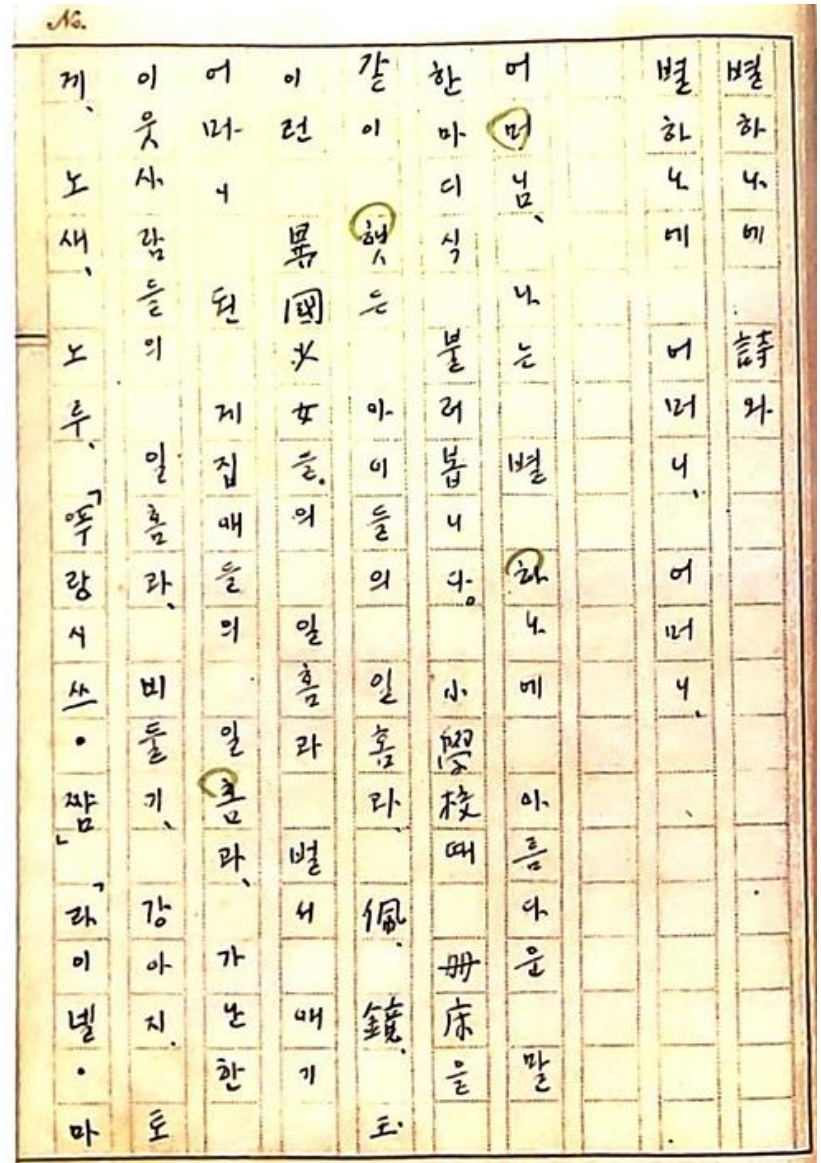 No.
별하나에 詩와
별하나에 어머니, 어머니,
어머님, 나는 별 하나에 아름다운 말
한마디식 불러봅니다. 小學校때 册床을
같이 햇든 아이들의 일홈과, 佩, 鏡, 玉
이런 異國少女들의 일홈과 벌서 애기
어머니 된 게집애들의 일홈과, 가난한
이웃사람들의 일홈과, 비둘기, 강아지, 토
끼, 노새, 노루, 「푸랑시쓰・쨤」「라이넬・마